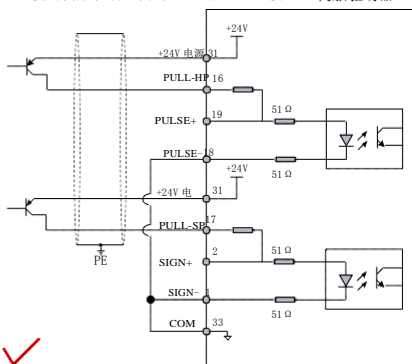 +24V
+24V 电源 31
PULL-HP 16
51 Ω
19
PULSE+
PULSE- 18
+24V
51 Ω
+24V 电 31
PULL-SP 17
51 Ω
2
SIGN+
PE
SIGN- 1
51 Ω
COM 33